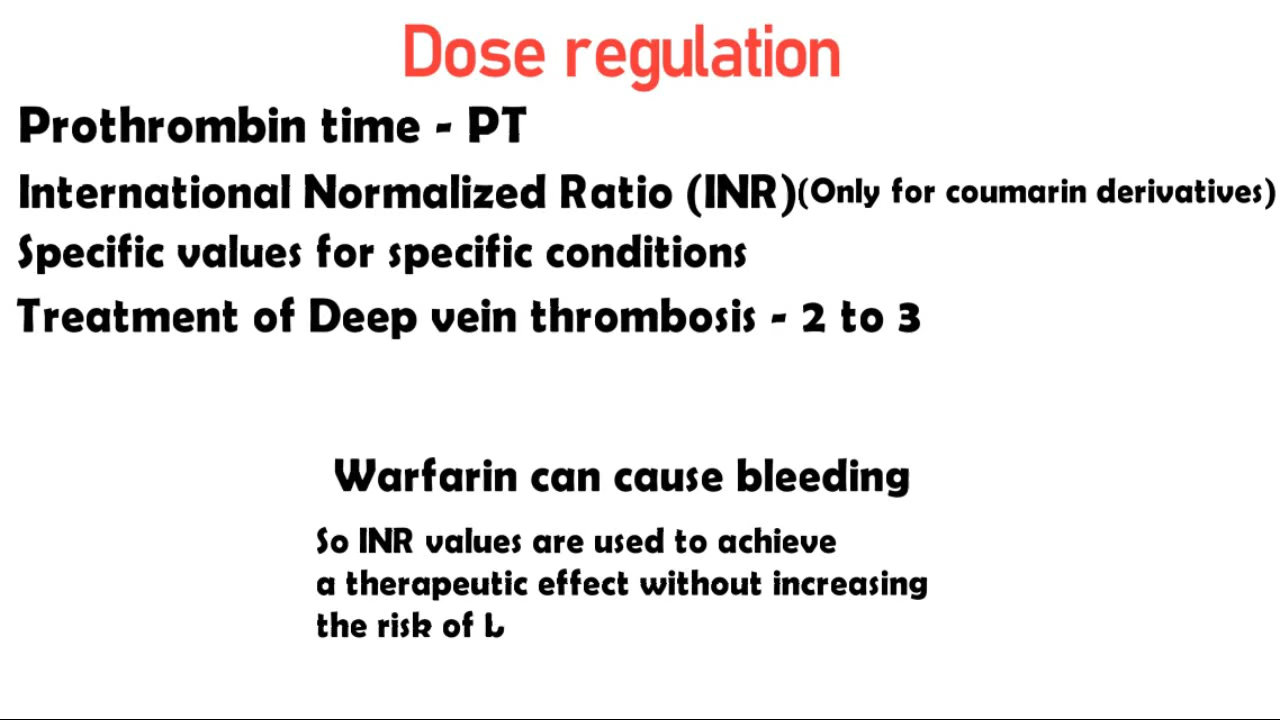 Dose regulation
Prothrombin time - PT
International Normalized Ratio (INR)(Only for coumarin derivatives)
Specific values for specific conditions
Treatment of Deep vein thrombosis - 2 to 3
Warfarin can cause bleeding
So INR values are used to achieve
a therapeutic effect without increasing
the risk of